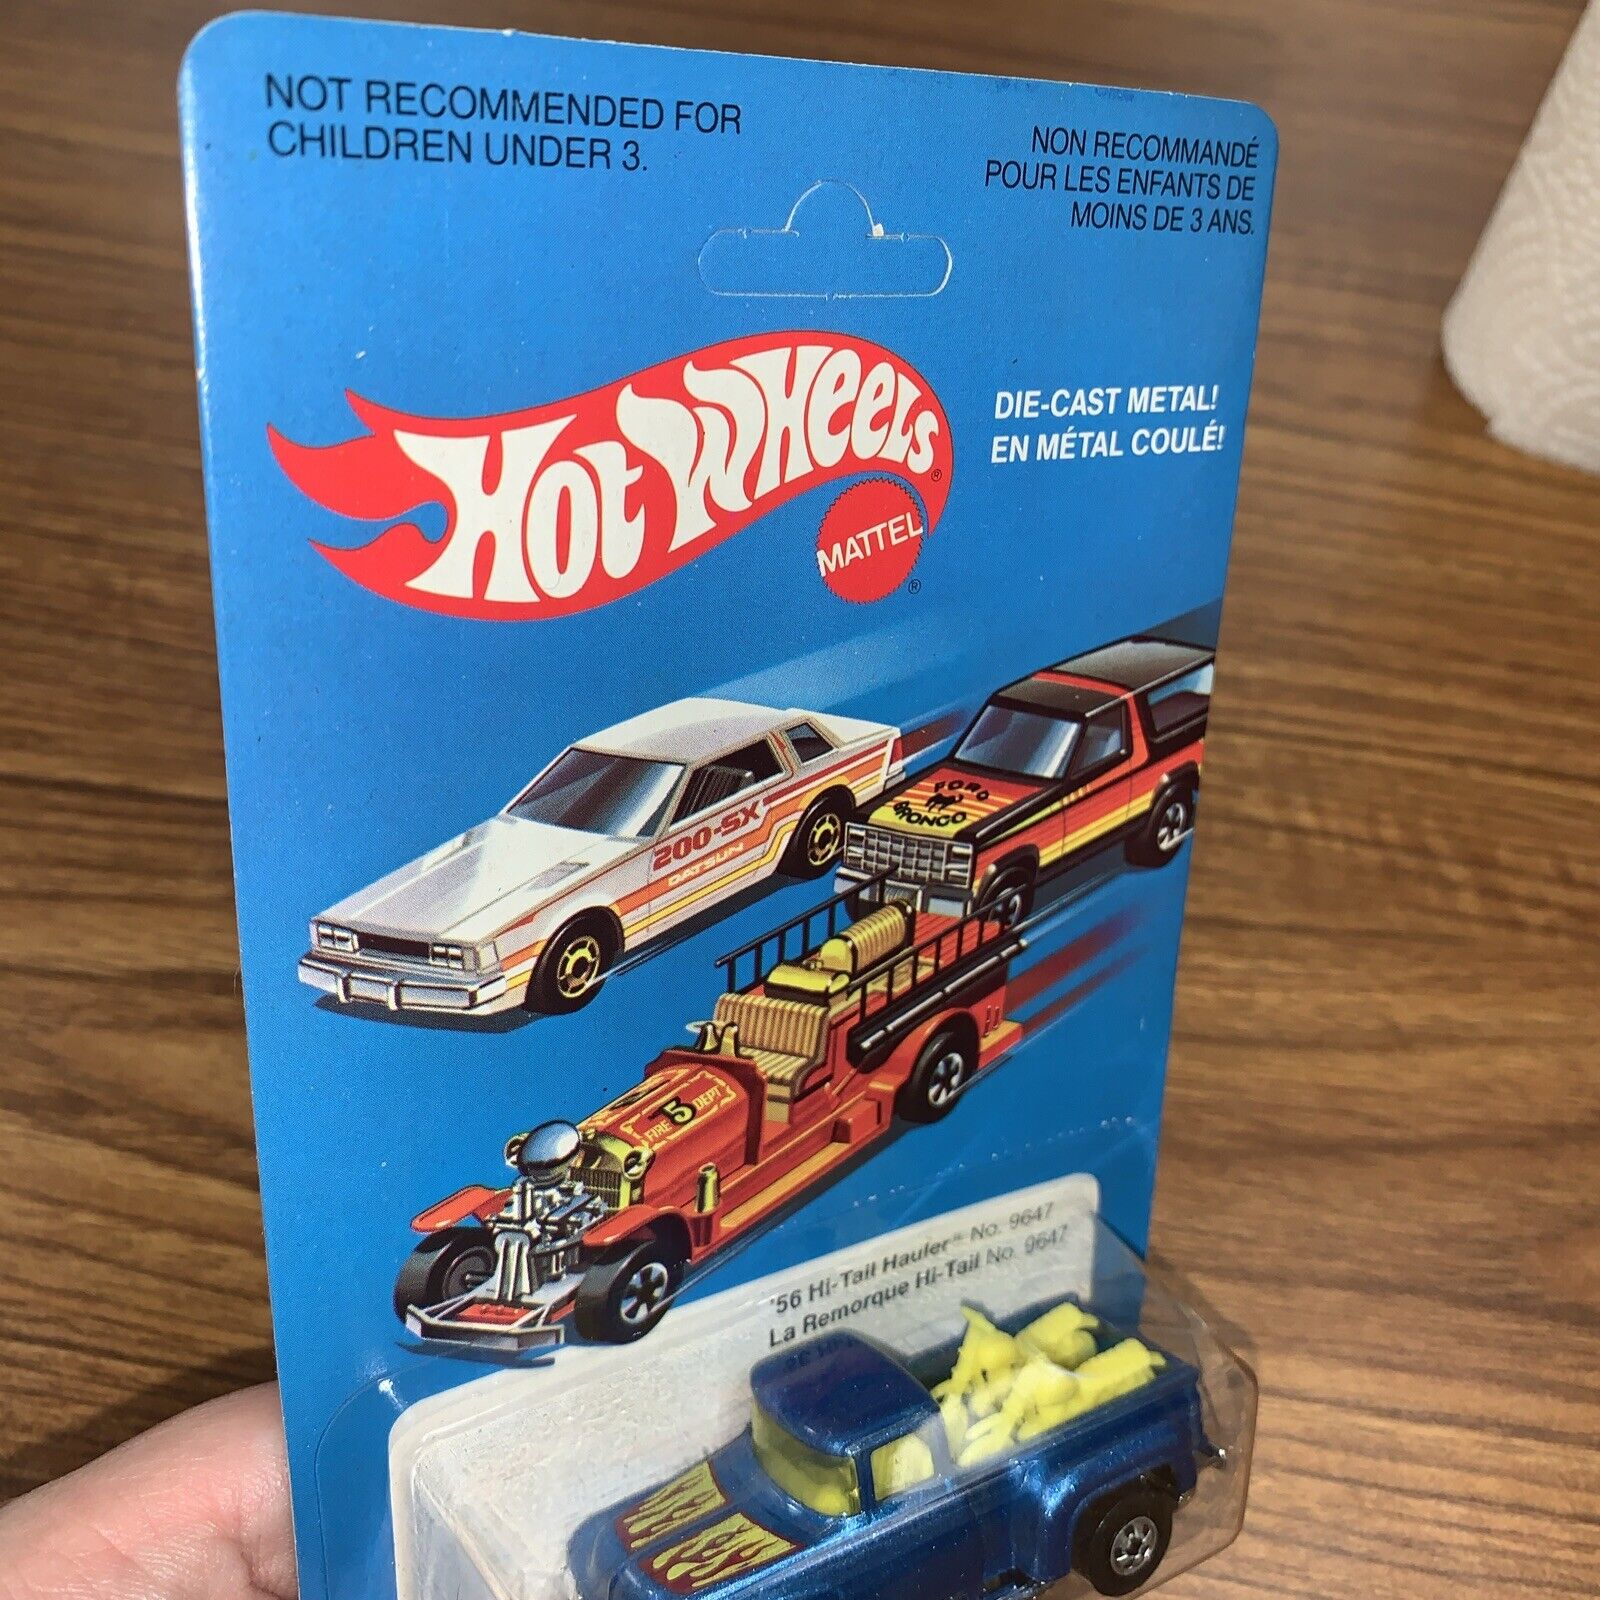 NOT RECOMMENDED FOR
CHILDREN UNDER 3.
NON RECOMMANDÉ
POUR LES ENFANTS DE
MOINS DE 3 ANS.
Hot Wheels®
MATTEL®
DIE-CAST METAL!
EN MÉTAL COULÉ!
200-SX
DATSUN
FORD
BRONCO
FIRE 5 DEPT
'56 Hi-Tail Hauler™ No. 9647
La Remorque Hi-Tail No. 9647